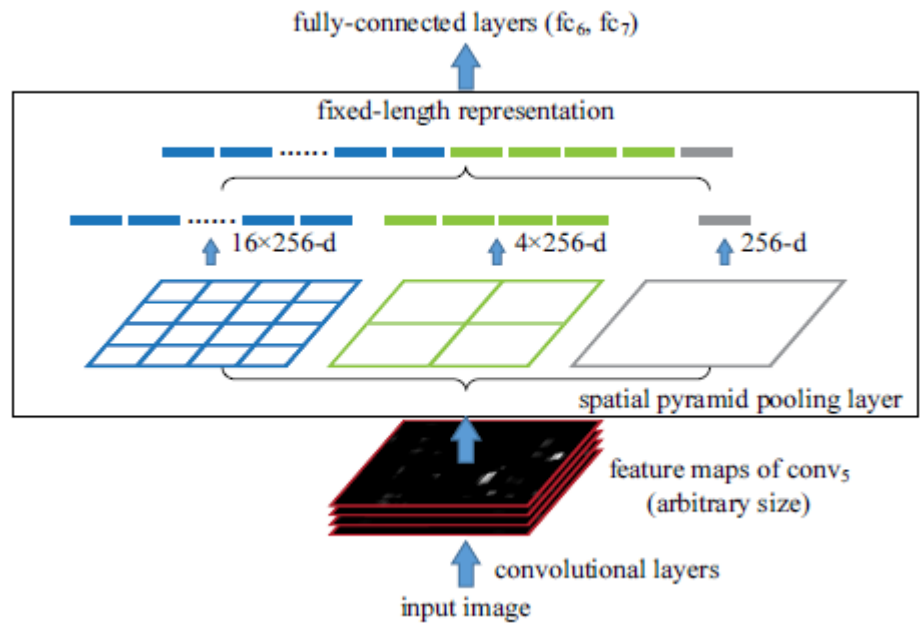 fully-connected layers (fc₆, fc₇)
fixed-length representation
......
......
16×256-d
4×256-d
256-d
spatial pyramid pooling layer
feature maps of conv₅
(arbitrary size)
convolutional layers
input image